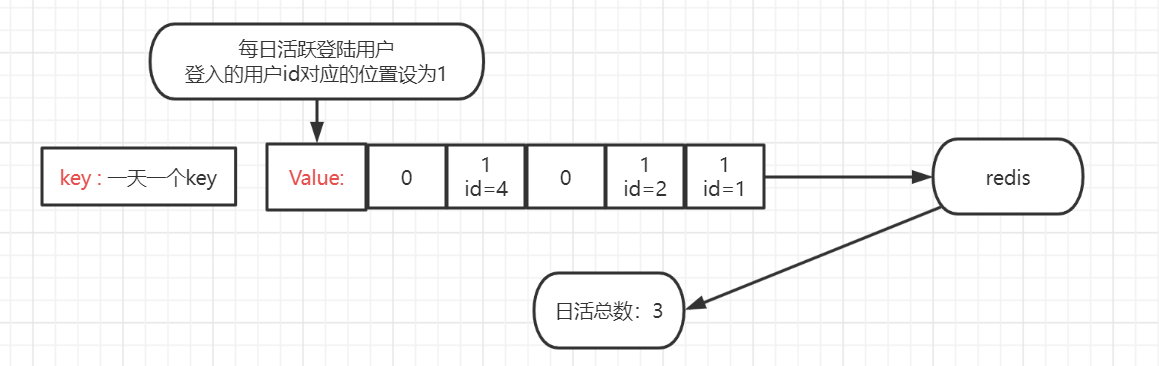 每日活跃登陆用户
登入的用户id对应的位置设为1
key : 一天一个key
Value:
0
1
id=4
0
1
id=2
1
id=1
redis
日活总数：3